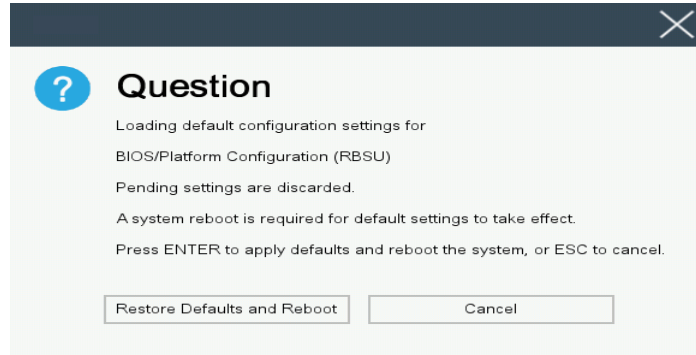 ?
Question
Loading default configuration settings for
BIOS/Platform Configuration (RBSU)
Pending settings are discarded.
A system reboot is required for default settings to take effect.
Press ENTER to apply defaults and reboot the system, or ESC to cancel.
Restore Defaults and Reboot
Cancel